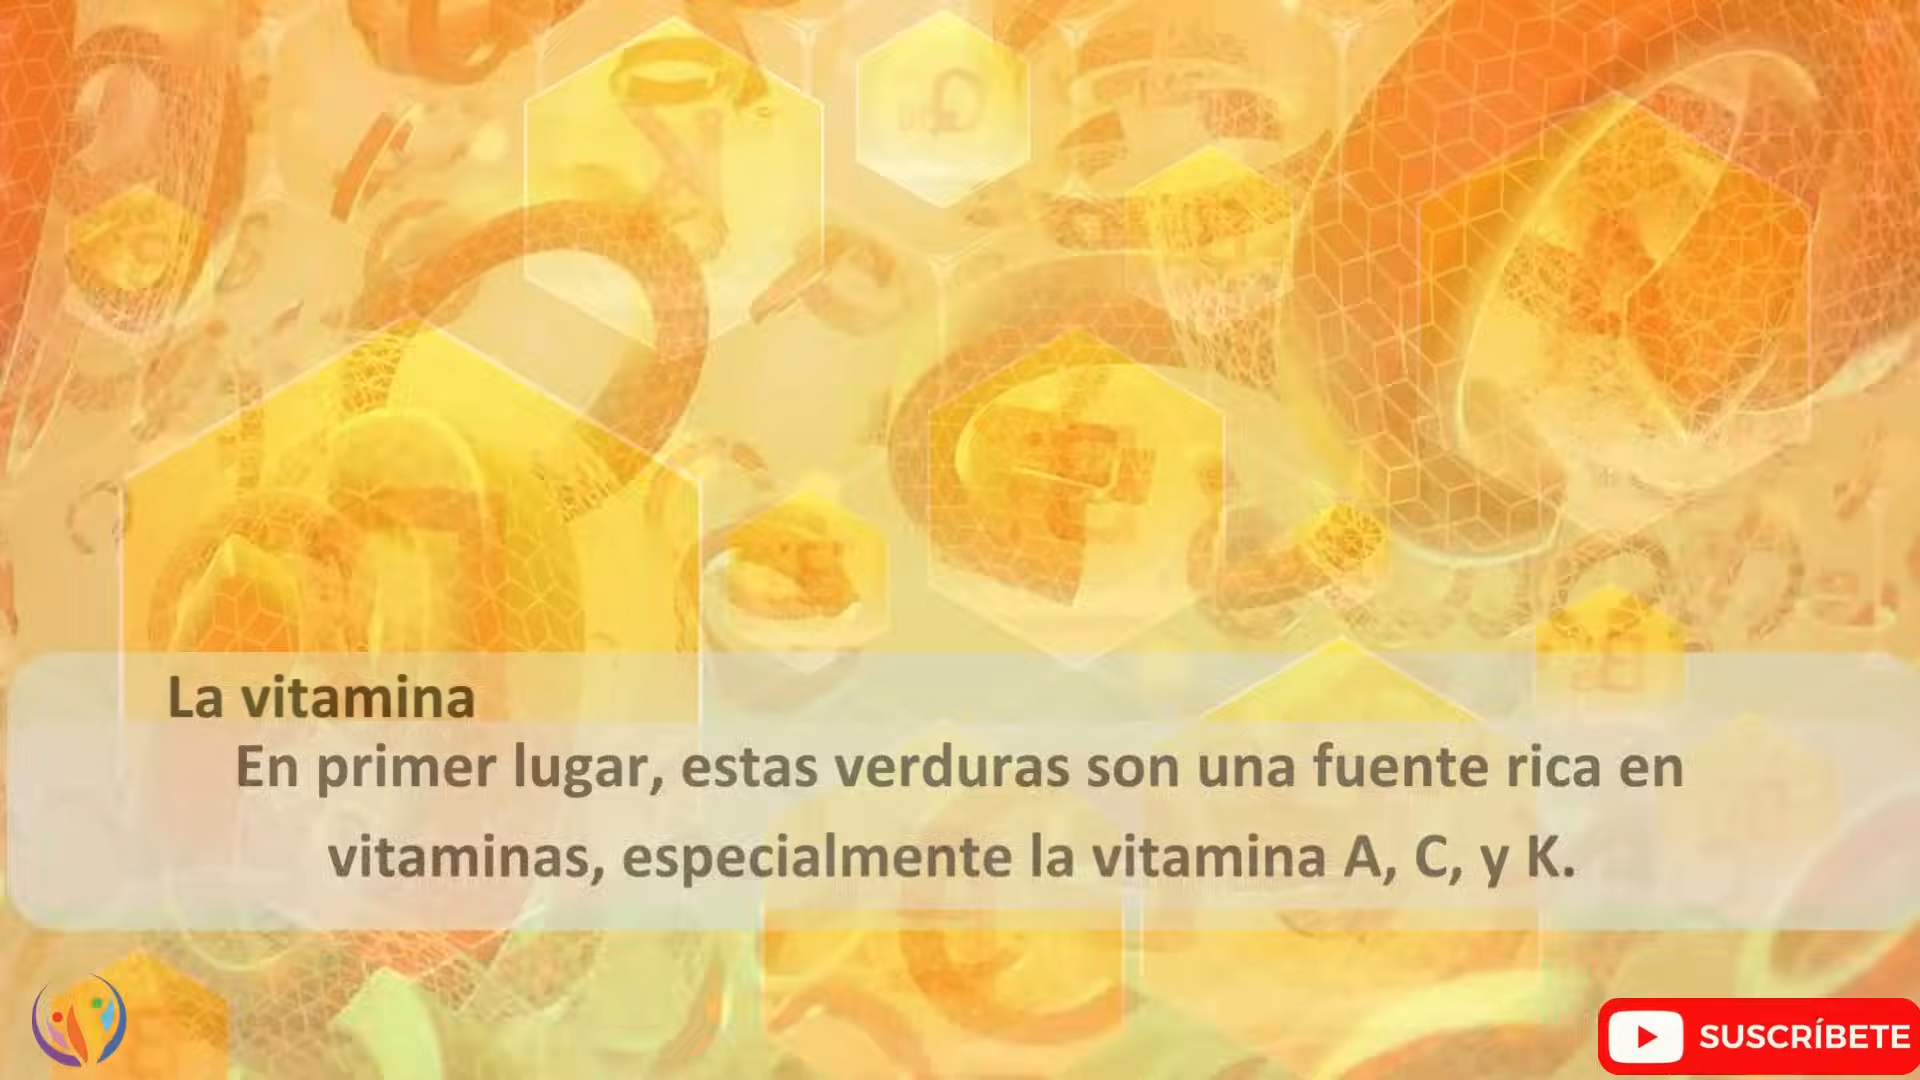 La vitamina
En primer lugar, estas verduras son una fuente rica en
vitaminas, especialmente la vitamina A, C, y K.
SUSCRÍBETE